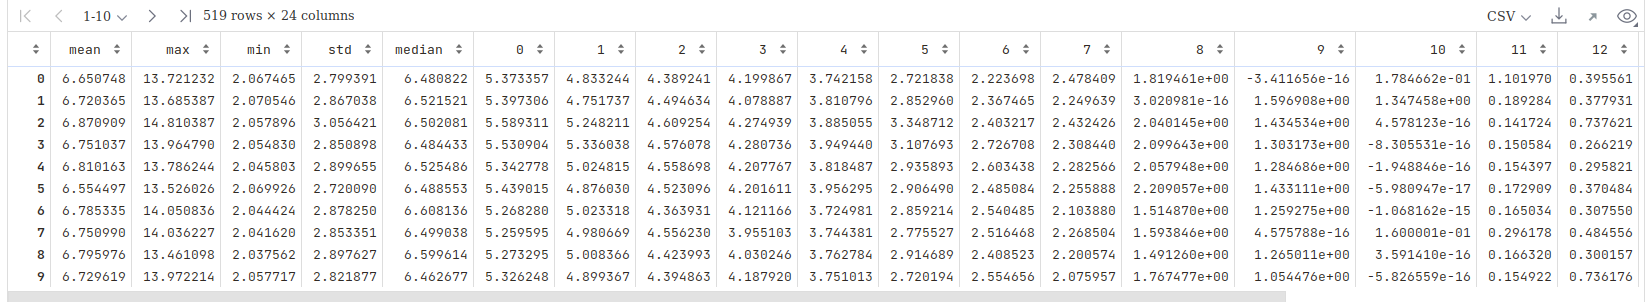 1-10 519 rows × 24 columns CSV
mean max min std median 0 1 2 3 4 5 6 7 8 9 10 11 12
0 6.650748 13.721232 2.067465 2.799391 6.480822 5.373357 4.833244 4.389241 4.199867 3.742158 2.721838 2.223698 2.478409 1.819461e+00 -3.411656e-16 1.784662e-01 1.101970 0.395561
1 6.720365 13.685387 2.070546 2.867038 6.521521 5.397306 4.751737 4.494634 4.078887 3.810796 2.852960 2.367465 2.249639 3.020981e-16 1.596908e+00 1.347458e+00 0.189284 0.377931
2 6.870909 14.810387 2.057896 3.056421 6.502081 5.589311 5.248211 4.609254 4.274939 3.885055 3.348712 2.403217 2.432426 2.040145e+00 1.434534e+00 4.578123e-16 0.141724 0.737621
3 6.751037 13.964790 2.054830 2.850898 6.484433 5.530904 5.336038 4.576078 4.280736 3.949440 3.107693 2.726708 2.308440 2.099643e+00 1.303173e+00 -8.305531e-16 0.150584 0.266219
4 6.810163 13.786244 2.045803 2.899655 6.525486 5.342778 5.024815 4.558698 4.207767 3.818487 2.935893 2.603438 2.282566 2.057948e+00 1.284686e+00 -1.948846e-16 0.154397 0.295821
5 6.554497 13.526026 2.069926 2.720090 6.488553 5.439015 4.876030 4.523096 4.201611 3.956295 2.906490 2.485084 2.255888 2.209057e+00 1.433111e+00 -5.980947e-17 0.172909 0.370484
6 6.785335 14.050836 2.044424 2.878250 6.608136 5.268280 5.023318 4.363931 4.121166 3.724981 2.859214 2.540485 2.103880 1.514870e+00 1.259275e+00 -1.068162e-15 0.165034 0.307550
7 6.750990 14.036227 2.041620 2.853351 6.499038 5.259595 4.980669 4.556230 3.955103 3.744381 2.775527 2.516468 2.268504 1.593846e+00 4.575788e-16 1.600001e-01 0.296178 0.484556
8 6.795976 13.461098 2.037562 2.897627 6.599614 5.273295 5.008366 4.423993 4.030246 3.762784 2.914689 2.408523 2.200574 1.491260e+00 1.265011e+00 3.591410e-16 0.166320 0.300157
9 6.729619 13.972214 2.057717 2.821877 6.462677 5.326248 4.899367 4.394863 4.187920 3.751013 2.720194 2.554656 2.075957 1.767477e+00 1.054476e+00 -5.826559e-16 0.154922 0.736176